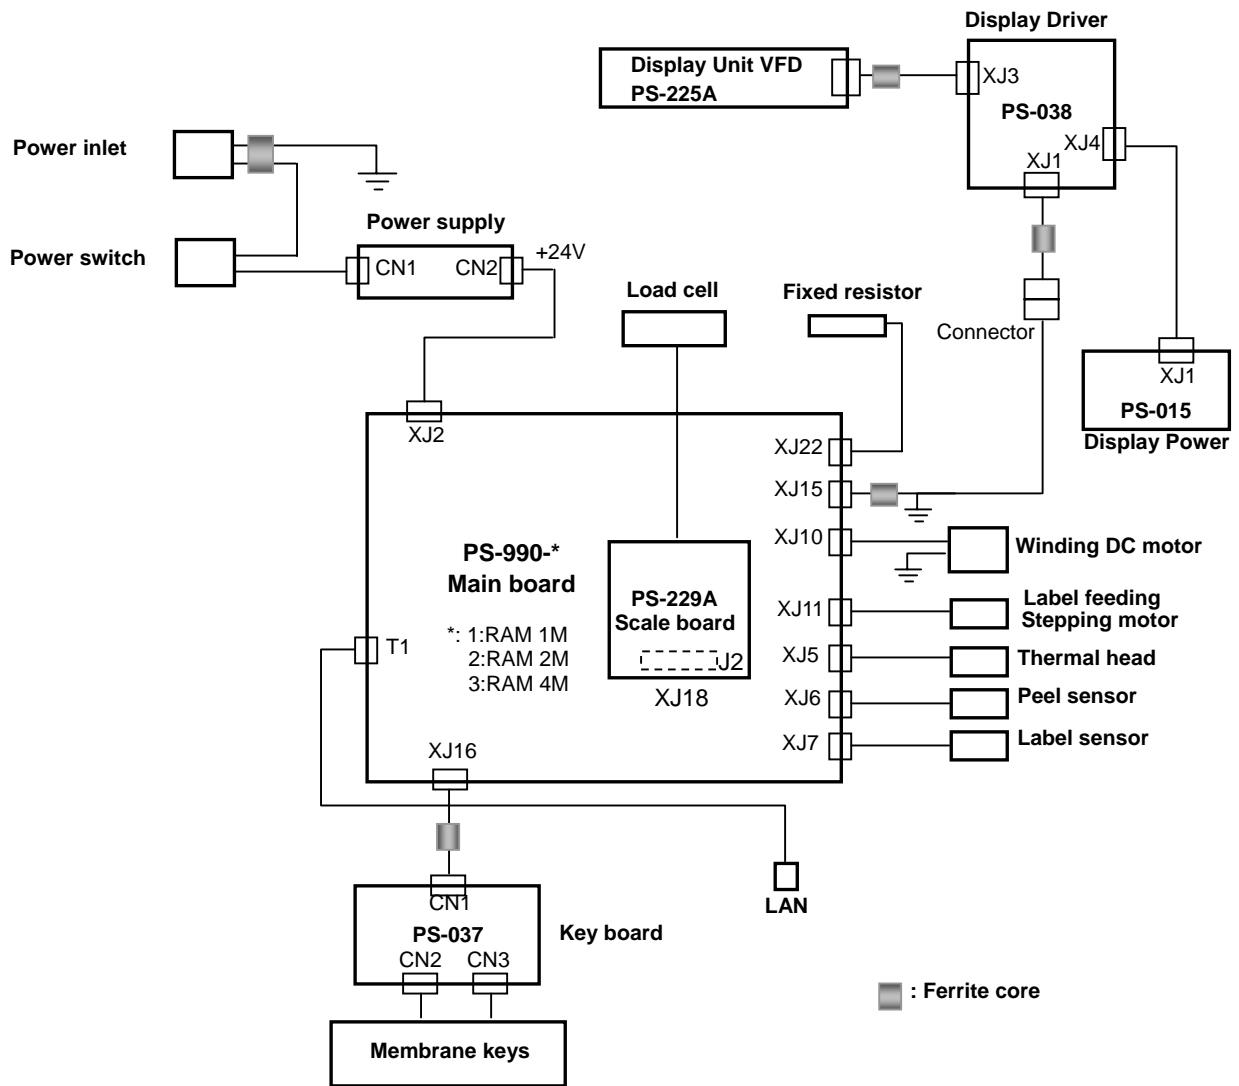 Display Driver
Display Unit VFD
PS-225A
XJ3
PS-038
XJ4
XJ1
Power inlet
Power supply
Power switch
CN1
CN2
+24V
Load cell
Fixed resistor
Connector
XJ1
PS-015
Display Power
XJ2
XJ22
XJ15
XJ10
Winding DC motor
PS-990-*
Main board
PS-229A
Scale board
J2
XJ18
*: 1:RAM 1M
2:RAM 2M
3:RAM 4M
T1
XJ11
Label feeding
Stepping motor
XJ5
Thermal head
XJ6
Peel sensor
XJ7
Label sensor
XJ16
LAN
CN1
PS-037
CN2
CN3
Key board
Membrane keys
: Ferrite core